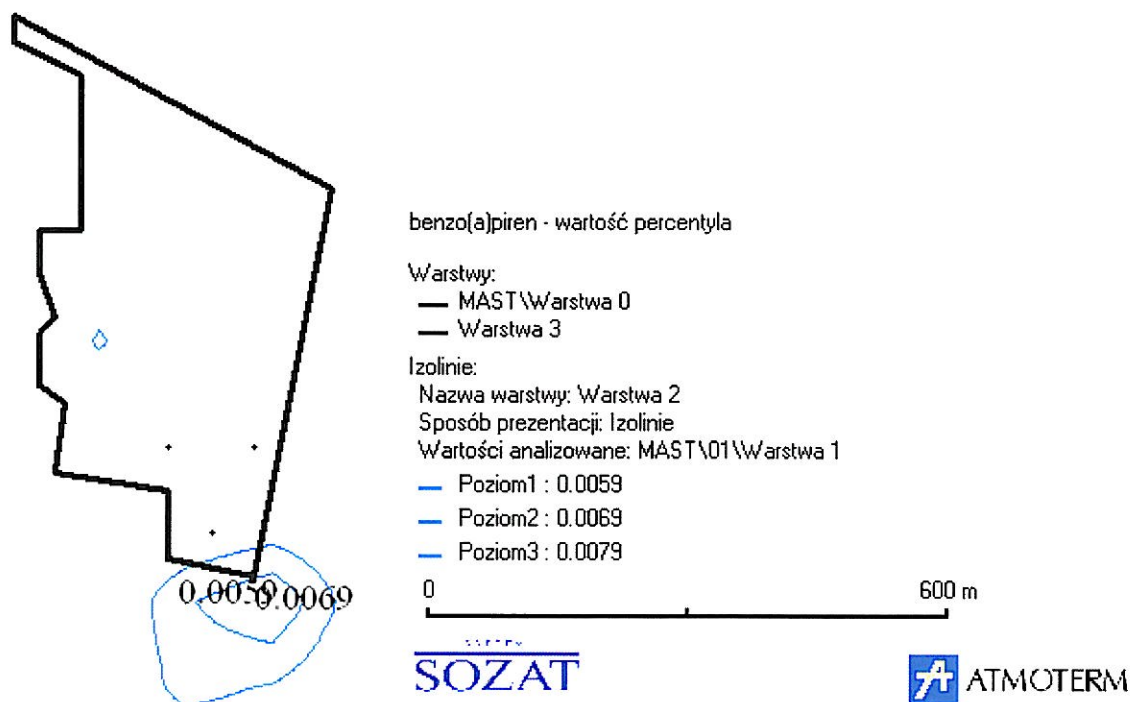 benzo(a)piren - wartość percentyla
Warstwy:
MAST\Warstwa 0
Warstwa 3
Izolinie:
Nazwa warstwy: Warstwa 2
Sposób prezentacji: Izolinie
Wartości analizowane: MAST\01\Warstwa 1
Poziom1 : 0.0059
Poziom2 : 0.0069
Poziom3 : 0.0079
0.0059 0.0069
0 600 m
SOZAT
ATMOTERM